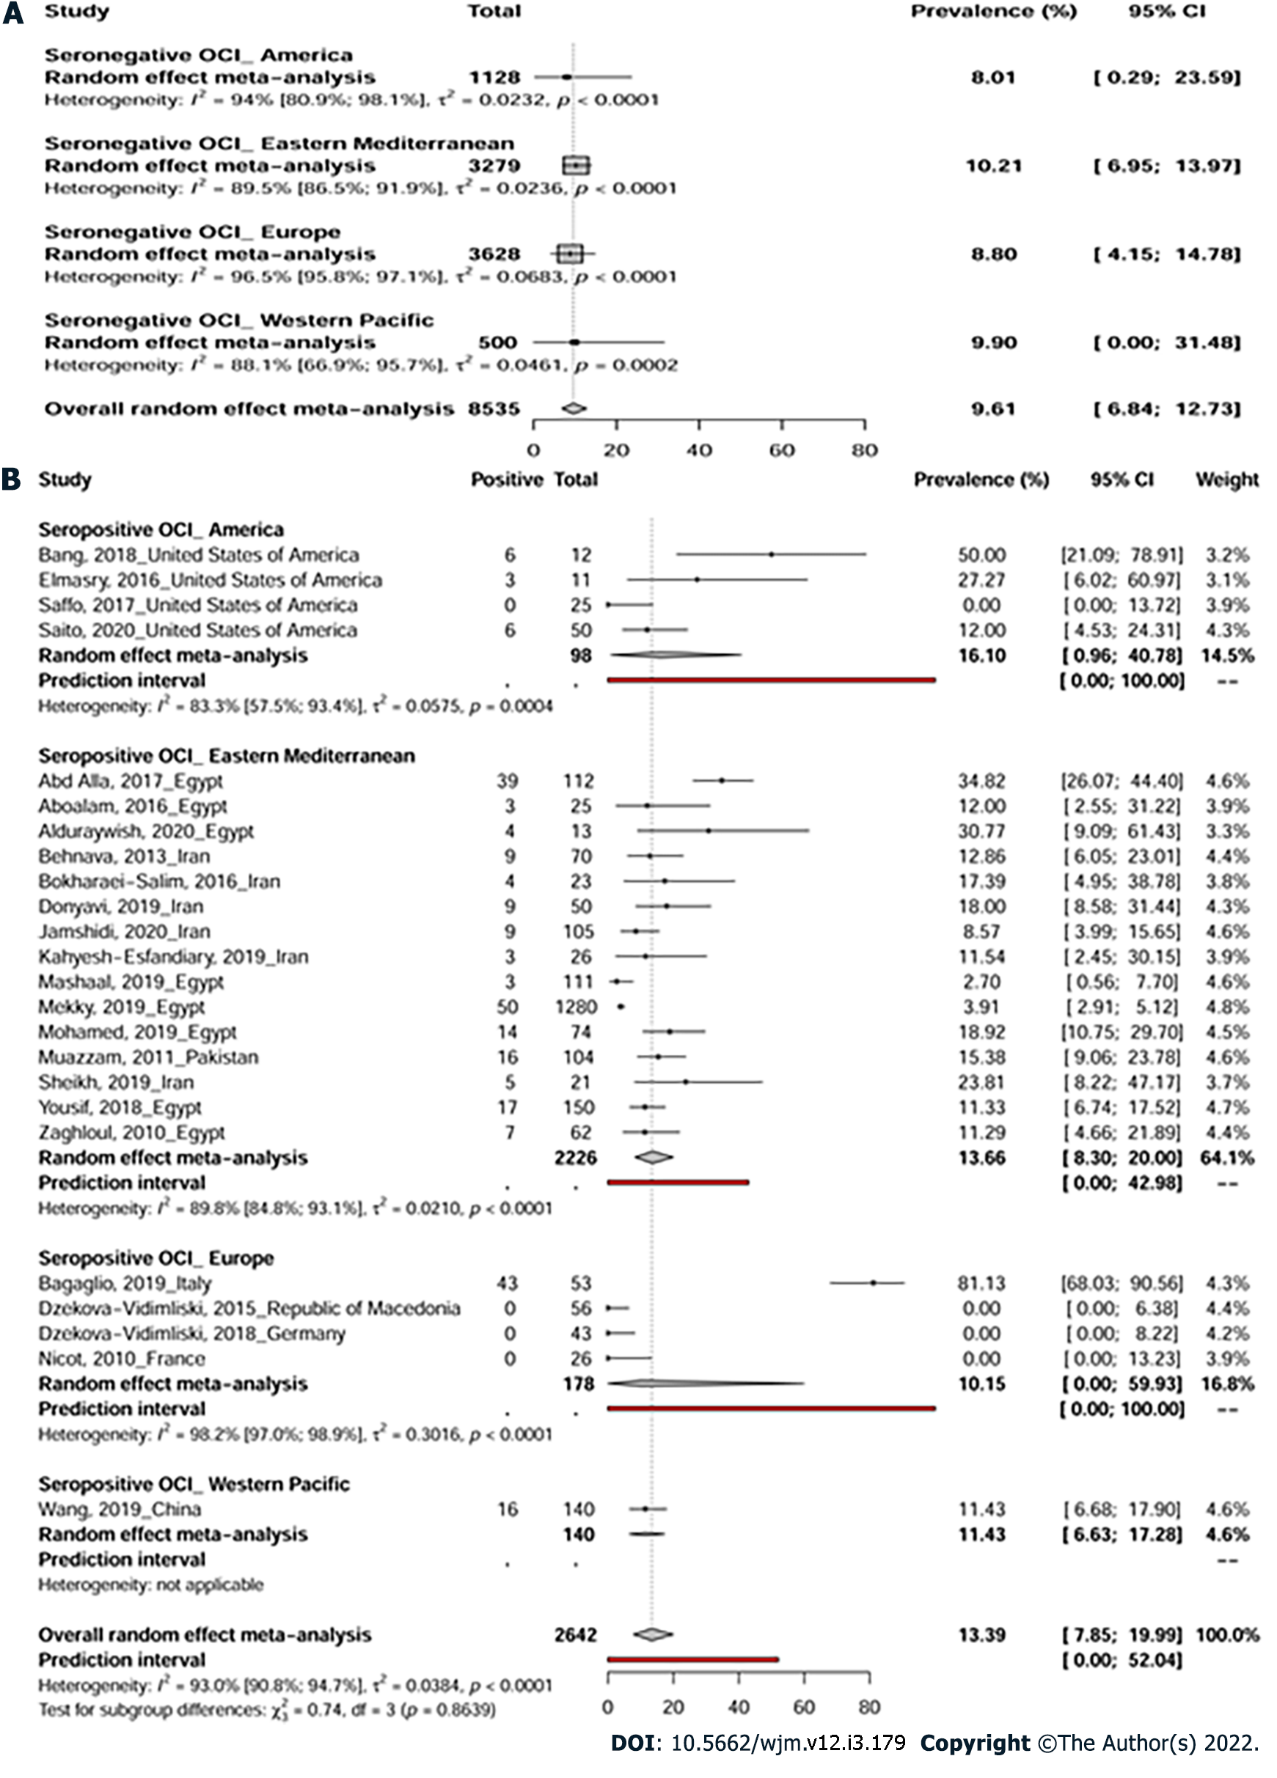 A Study Total Prevalence (%) 95% CI
Seronegative OCI_ America
Random effect meta-analysis 1128 8.01 [ 0.29; 23.59]
Heterogeneity: I² = 94% [80.9%; 98.1%], τ² = 0.0232, p < 0.0001
Seronegative OCI_ Eastern Mediterranean
Random effect meta-analysis 3279 10.21 [ 6.95; 13.97]
Heterogeneity: I² = 89.5% [86.5%; 91.9%], τ² = 0.0236, p < 0.0001
Seronegative OCI_ Europe
Random effect meta-analysis 3628 8.80 [ 4.15; 14.78]
Heterogeneity: I² = 96.5% [95.8%; 97.1%], τ² = 0.0683, p < 0.0001
Seronegative OCI_ Western Pacific
Random effect meta-analysis 500 9.90 [ 0.00; 31.48]
Heterogeneity: I² = 88.1% [66.9%; 95.7%], τ² = 0.0461, p = 0.0002
Overall random effect meta-analysis 8535 9.61 [ 6.84; 12.73]
0 20 40 60 80
B Study Positive Total Prevalence (%) 95% CI Weight
Seropositive OCI_ America
Bang, 2018_United States of America 6 12 50.00 [21.09; 78.91] 3.2%
Elmasry, 2016_United States of America 3 11 27.27 [ 6.02; 60.97] 3.1%
Saffo, 2017_United States of America 0 25 0.00 [ 0.00; 13.72] 3.9%
Saito, 2020_United States of America 6 50 12.00 [ 4.53; 24.31] 4.3%
Random effect meta-analysis 98 16.10 [ 0.96; 40.78] 14.5%
Prediction interval . . [ 0.00; 100.00] --
Heterogeneity: I² = 83.3% [57.5%; 93.4%], τ² = 0.0575, p = 0.0004
Seropositive OCI_ Eastern Mediterranean
Abd Alla, 2017_Egypt 39 112 34.82 [26.07; 44.40] 4.6%
Aboalam, 2016_Egypt 3 25 12.00 [ 2.55; 31.22] 3.9%
Alduraywish, 2020_Egypt 4 13 30.77 [ 9.09; 61.43] 3.3%
Behnava, 2013_Iran 9 70 12.86 [ 6.05; 23.01] 4.4%
Bokharaei-Salim, 2016_Iran 4 23 17.39 [ 4.95; 38.78] 3.8%
Donyavi, 2019_Iran 9 50 18.00 [ 8.58; 31.44] 4.3%
Jamshidi, 2020_Iran 9 105 8.57 [ 3.99; 15.65] 4.6%
Kahyesh-Esfandiary, 2019_Iran 3 26 11.54 [ 2.45; 30.15] 3.9%
Mashaal, 2019_Egypt 3 111 2.70 [ 0.56; 7.70] 4.6%
Mekky, 2019_Egypt 50 1280 3.91 [ 2.91; 5.12] 4.8%
Mohamed, 2019_Egypt 14 74 18.92 [10.75; 29.70] 4.5%
Muazzam, 2011_Pakistan 16 104 15.38 [ 9.06; 23.78] 4.6%
Sheikh, 2019_Iran 5 21 23.81 [ 8.22; 47.17] 3.7%
Yousif, 2018_Egypt 17 150 11.33 [ 6.74; 17.52] 4.7%
Zaghloul, 2010_Egypt 7 62 11.29 [ 4.66; 21.89] 4.4%
Random effect meta-analysis 2226 13.66 [ 8.30; 20.00] 64.1%
Prediction interval . . [ 0.00; 42.98] --
Heterogeneity: I² = 89.8% [84.8%; 93.1%], τ² = 0.0210, p < 0.0001
Seropositive OCI_ Europe
Bagaglio, 2019_Italy 43 53 81.13 [68.03; 90.56] 4.3%
Dzekova-Vidimliski, 2015_Republic of Macedonia 0 56 0.00 [ 0.00; 6.38] 4.4%
Dzekova-Vidimliski, 2018_Germany 0 43 0.00 [ 0.00; 8.22] 4.2%
Nicot, 2010_France 0 26 0.00 [ 0.00; 13.23] 3.9%
Random effect meta-analysis 178 10.15 [ 0.00; 59.93] 16.8%
Prediction interval . . [ 0.00; 100.00] --
Heterogeneity: I² = 98.2% [97.0%; 98.9%], τ² = 0.3016, p < 0.0001
Seropositive OCI_ Western Pacific
Wang, 2019_China 16 140 11.43 [ 6.68; 17.90] 4.6%
Random effect meta-analysis 140 11.43 [ 6.63; 17.28] 4.6%
Prediction interval . . --
Heterogeneity: not applicable
Overall random effect meta-analysis 2642 13.39 [ 7.85; 19.99] 100.0%
Prediction interval [ 0.00; 52.04]
Heterogeneity: I² = 93.0% [90.8%; 94.7%], τ² = 0.0384, p < 0.0001
Test for subgroup differences: χ²₃ = 0.74, df = 3 (p = 0.8639)
0 20 40 60 80
DOI: 10.5662/wjm.v12.i3.179 Copyright ©The Author(s) 2022.